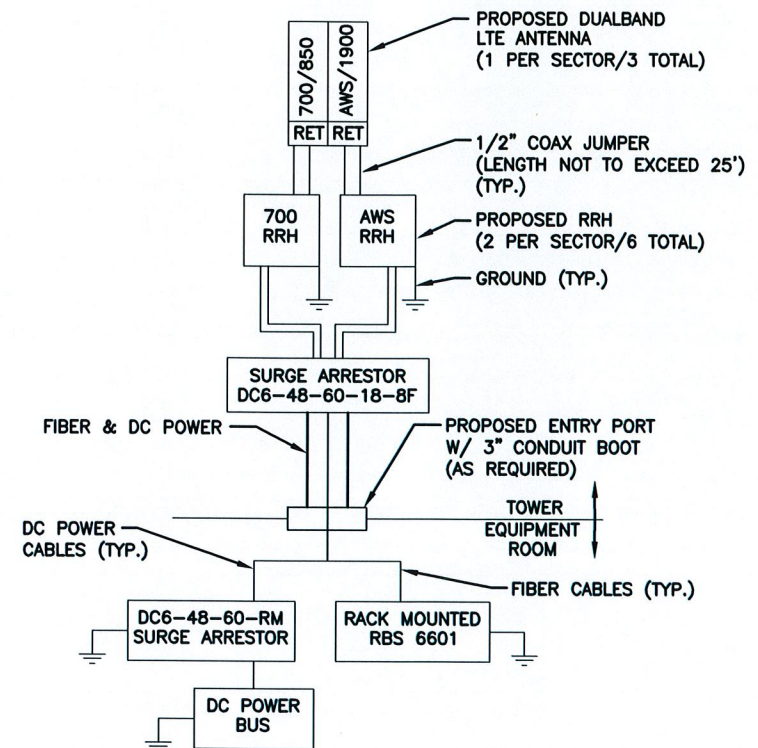 PROPOSED DUALBAND
LTE ANTENNA
(1 PER SECTOR/3 TOTAL)
700/850
AWS/1900
RET RET
1/2" COAX JUMPER
(LENGTH NOT TO EXCEED 25')
(TYP.)
700
RRH
AWS
RRH
PROPOSED RRH
(2 PER SECTOR/6 TOTAL)
GROUND (TYP.)
SURGE ARRESTOR
DC6-48-60-18-8F
FIBER & DC POWER
PROPOSED ENTRY PORT
W/ 3" CONDUIT BOOT
(AS REQUIRED)
TOWER
EQUIPMENT
ROOM
DC POWER
CABLES (TYP.)
FIBER CABLES (TYP.)
DC6-48-60-RM
SURGE ARRESTOR
RACK MOUNTED
RBS 6601
DC POWER
BUS